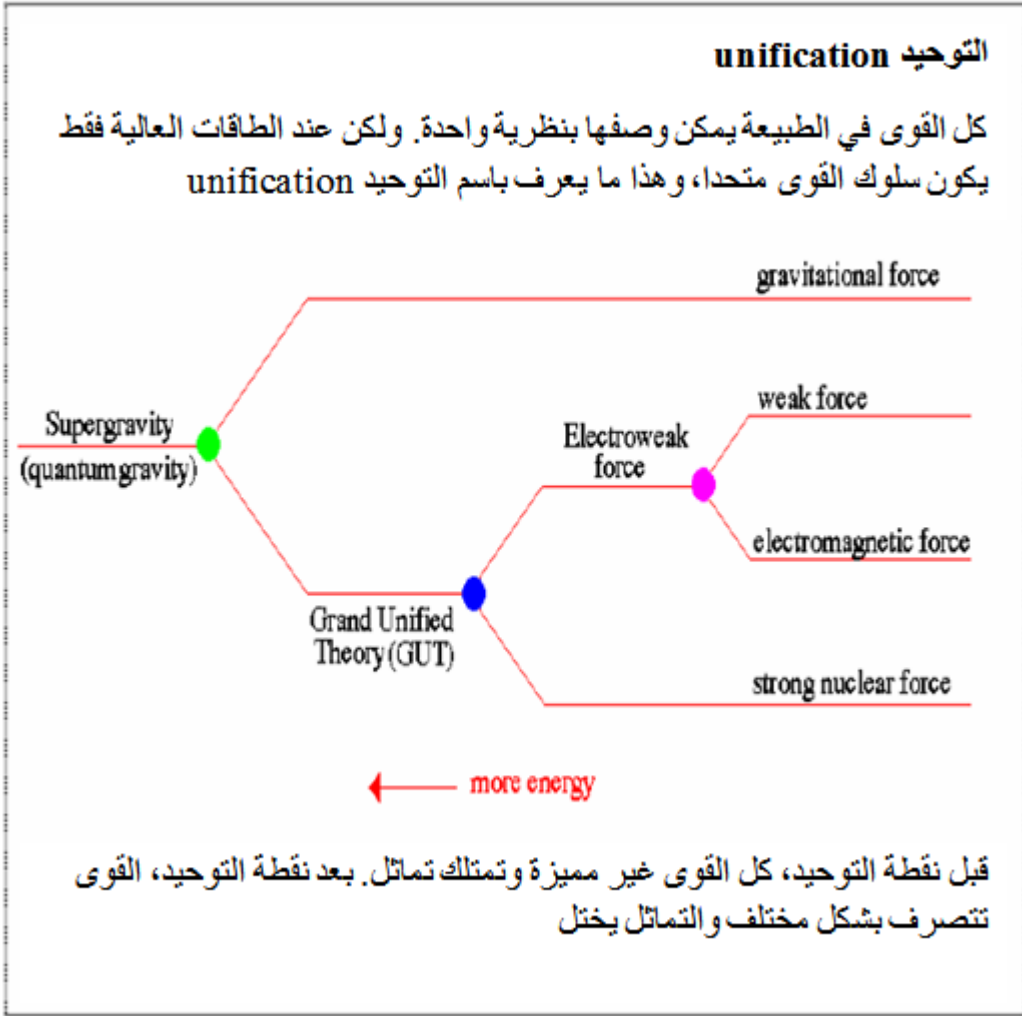 التوحيد unification
كل القوى في الطبيعة يمكن وصفها بنظرية واحدة. ولكن عند الطاقات العالية فقط
يكون سلوك القوى متحدا، وهذا ما يعرف باسم التوحيد unification
gravitational force
weak force
Supergravity
(quantum gravity)
Electroweak
force
electromagnetic force
Grand Unified
Theory (GUT)
strong nuclear force
more energy
قبل نقطة التوحيد، كل القوى غير مميزة وتمتلك تماثل. بعد نقطة التوحيد، القوى
تتصرف بشكل مختلف والتماثل يختل